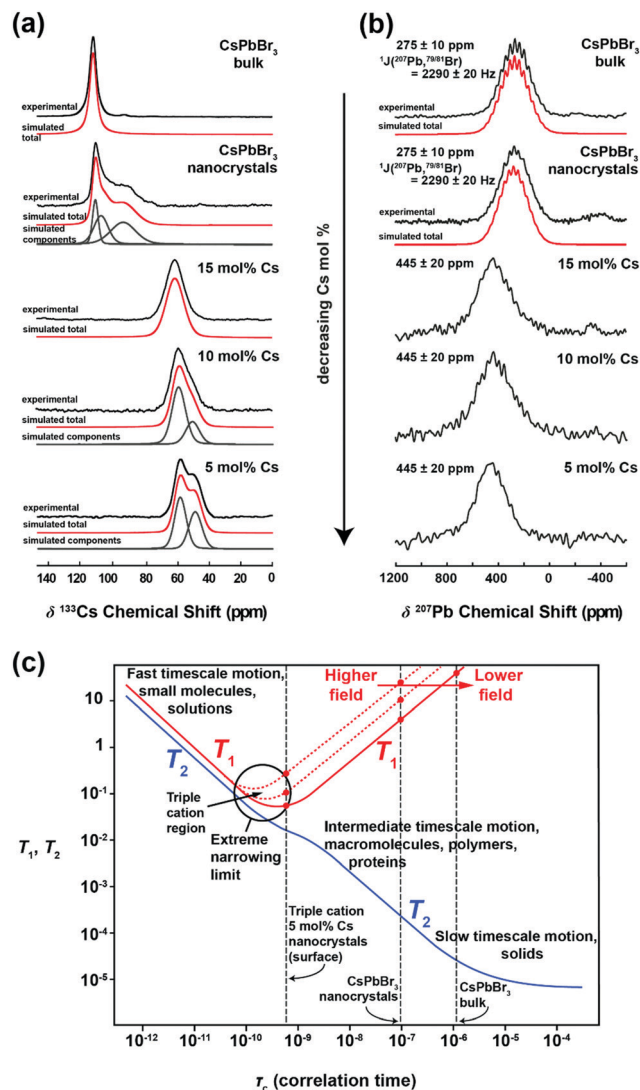 (a)
CsPbBr3
bulk
experimental
simulated total
CsPbBr3
nanocrystals
experimental
simulated total
simulated
components
15 mol% Cs
experimental
simulated total
10 mol% Cs
experimental
simulated total
simulated components
5 mol% Cs
experimental
simulated total
simulated components
140 120 100 80 60 40 20 0
δ 133Cs Chemical Shift (ppm)
decreasing Cs mol %
(b)
275 ± 10 ppm
1J(207Pb,79/81Br)
= 2290 ± 20 Hz
CsPbBr3
bulk
experimental
simulated total
275 ± 10 ppm
1J(207Pb,79/81Br)
= 2290 ± 20 Hz
CsPbBr3
nanocrystals
experimental
simulated total
445 ± 20 ppm
15 mol% Cs
445 ± 20 ppm
10 mol% Cs
445 ± 20 ppm
5 mol% Cs
1200 800 400 0 -400
δ 207Pb Chemical Shift (ppm)
(c)
Fast timescale motion,
small molecules,
solutions
Higher
field
Lower
field
T1
T2
T1
Triple
cation
region
Extreme
narrowing
limit
Intermediate timescale motion,
macromolecules, polymers,
proteins
T2
Triple cation
5 mol% Cs
nanocrystals
(surface)
Slow timescale motion,
solids
CsPbBr3
nanocrystals
CsPbBr3
bulk
T1, T2
10
1
10-1
10-2
10-3
10-4
10-5
10-12 10-11 10-10 10-9 10-8 10-7 10-6 10-5 10-4
τc (correlation time)